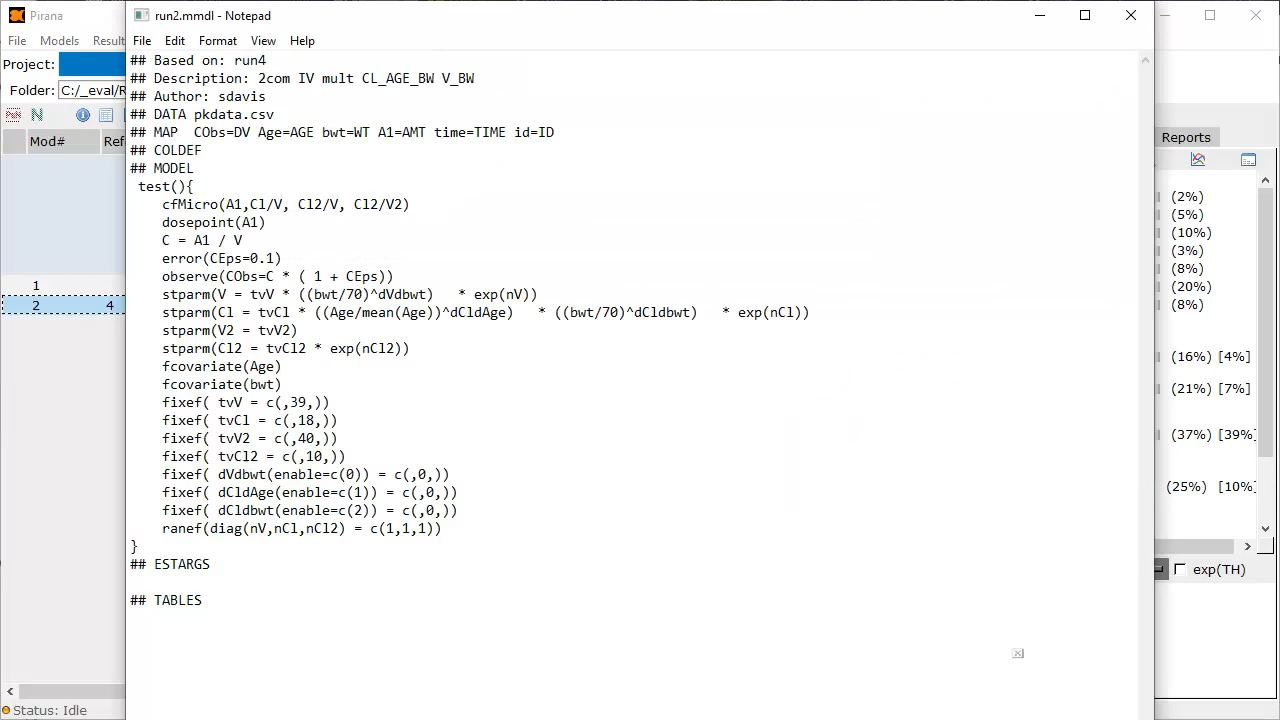 Pirana
run2.mmdl - Notepad
File Models Result
File Edit Format View Help
Project:
Folder: C:/_eval/R
Mod# Ref
1
2 4
Status: Idle
## Based on: run4
## Description: 2com IV mult CL_AGE_BW V_BW
## Author: sdavis
## DATA pkdata.csv
## MAP  CObs=DV Age=AGE bwt=WT A1=AMT time=TIME id=ID
## COLDEF
## MODEL
test(){
cfMicro(A1,Cl/V, Cl2/V, Cl2/V2)
dosepoint(A1)
C = A1 / V
error(CEps=0.1)
observe(CObs=C * ( 1 + CEps))
stparm(V = tvV * ((bwt/70)^dVdbwt)   * exp(nV))
stparm(Cl = tvCl * ((Age/mean(Age))^dCldAge)   * ((bwt/70)^dCldbwt)   * exp(nCl))
stparm(V2 = tvV2)
stparm(Cl2 = tvCl2 * exp(nCl2))
fcovariate(Age)
fcovariate(bwt)
fixef( tvV = c(,39,))
fixef( tvCl = c(,18,))
fixef( tvV2 = c(,40,))
fixef( tvCl2 = c(,10,))
fixef( dVdbwt(enable=c(0)) = c(,0,))
fixef( dCldAge(enable=c(1)) = c(,0,))
fixef( dCldbwt(enable=c(2)) = c(,0,))
ranef(diag(nV,nCl,nCl2) = c(1,1,1))
}
## ESTARGS
## TABLES
Reports
(2%)
(5%)
(10%)
(3%)
(8%)
(20%)
(8%)
(16%) [4%]
(21%) [7%]
(37%) [39%]
(25%) [10%
exp(TH)